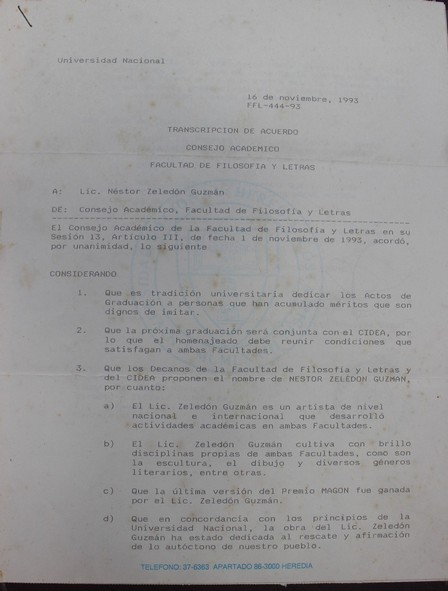 Universidad Nacional
16 de noviembre, 1993
FFL-444-93
TRANSCRIPCION DE ACUERDO
CONSEJO ACADEMICO
FACULTAD DE FILOSOFIA Y LETRAS
A: Lic. Néstor Zeledón Guzmán
DE: Consejo Académico, Facultad de Filosofía y Letras
El Consejo Académico de la Facultad de Filosofía y Letras en su
Sesión 13, Artículo III, de fecha 1 de noviembre de 1993, acordó,
por unanimidad, lo siguiente
CONSIDERANDO
1. Que es tradición universitaria dedicar los Actos de
Graduación a personas que han acumulado méritos que son
dignos de imitar.
2. Que la próxima graduación será conjunta con el CIDEA, por
lo que el homenajeado debe reunir condiciones que
satisfagan a ambas Facultades.
3. Que los Decanos de la Facultad de Filosofía y Letras y
del CIDEA proponen el nombre de NESTOR ZELEDON GUZMAN,
por cuanto:
a) El Lic. Zeledón Guzmán es un artista de nivel
nacional e internacional que desarrolló
actividades académicas en ambas Facultades.
b) El Lic. Zeledón Guzmán cultiva con brillo
disciplinas propias de ambas Facultades, como son
la escultura, el dibujo y diversos géneros
literarios, entre otras.
c) Que la última versión del Premio MAGON fue ganada
por el Lic. Zeledón Guzmán.
d) Que en concordancia con los principios de la
Universidad Nacional, la obra del Lic. Zeledón
Guzmán ha estado dedicada al rescate y afirmación
de lo autóctono de nuestro pueblo.
TELEFONO: 37-6363 APARTADO 86-3000 HEREDIA